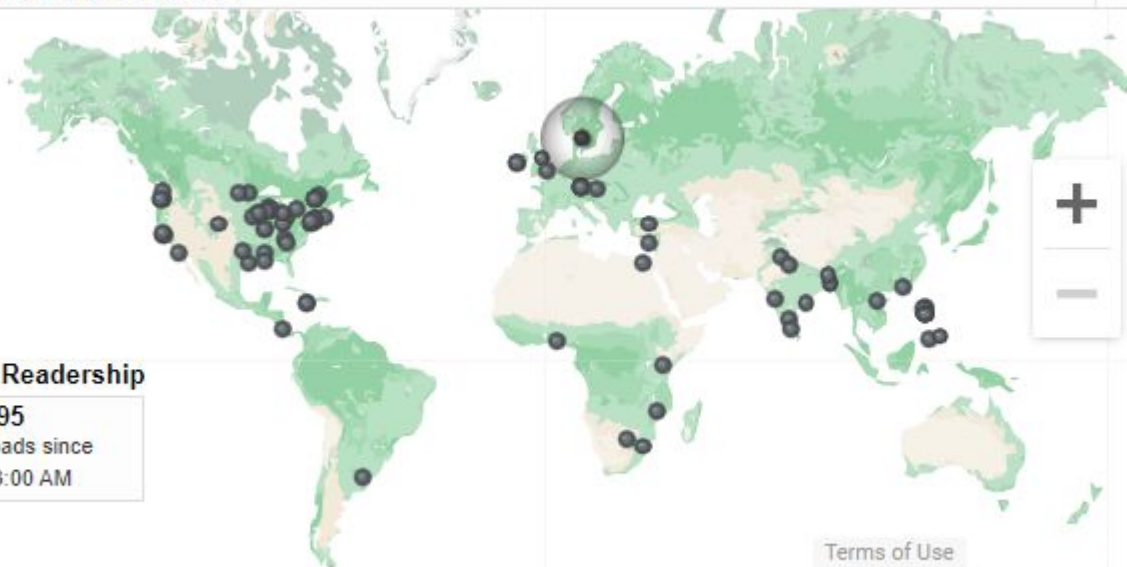 Readership
95
ads since
:00 AM
+
−
Terms of Use